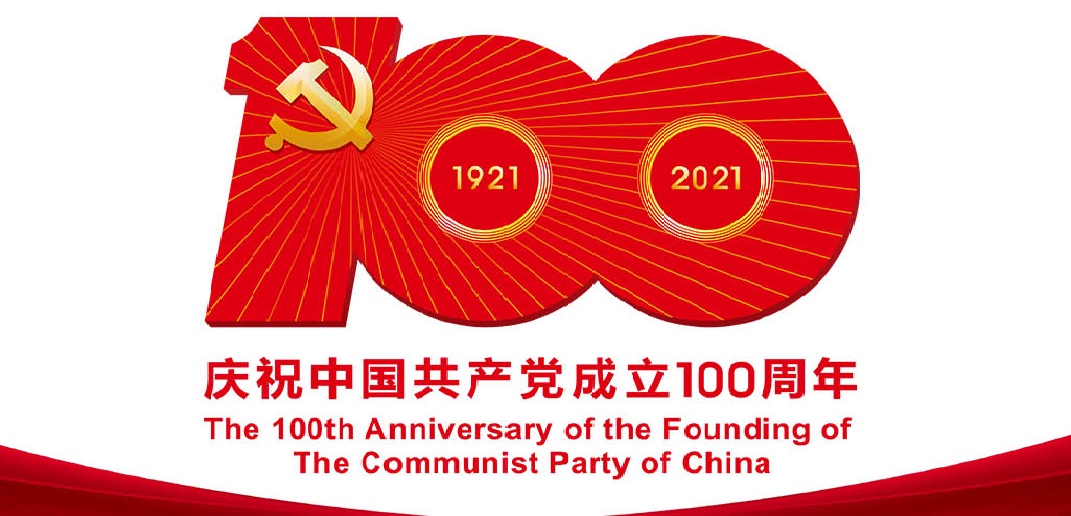 100
1921
2021
庆祝中国共产党成立100周年
The 100th Anniversary of the Founding of
The Communist Party of China